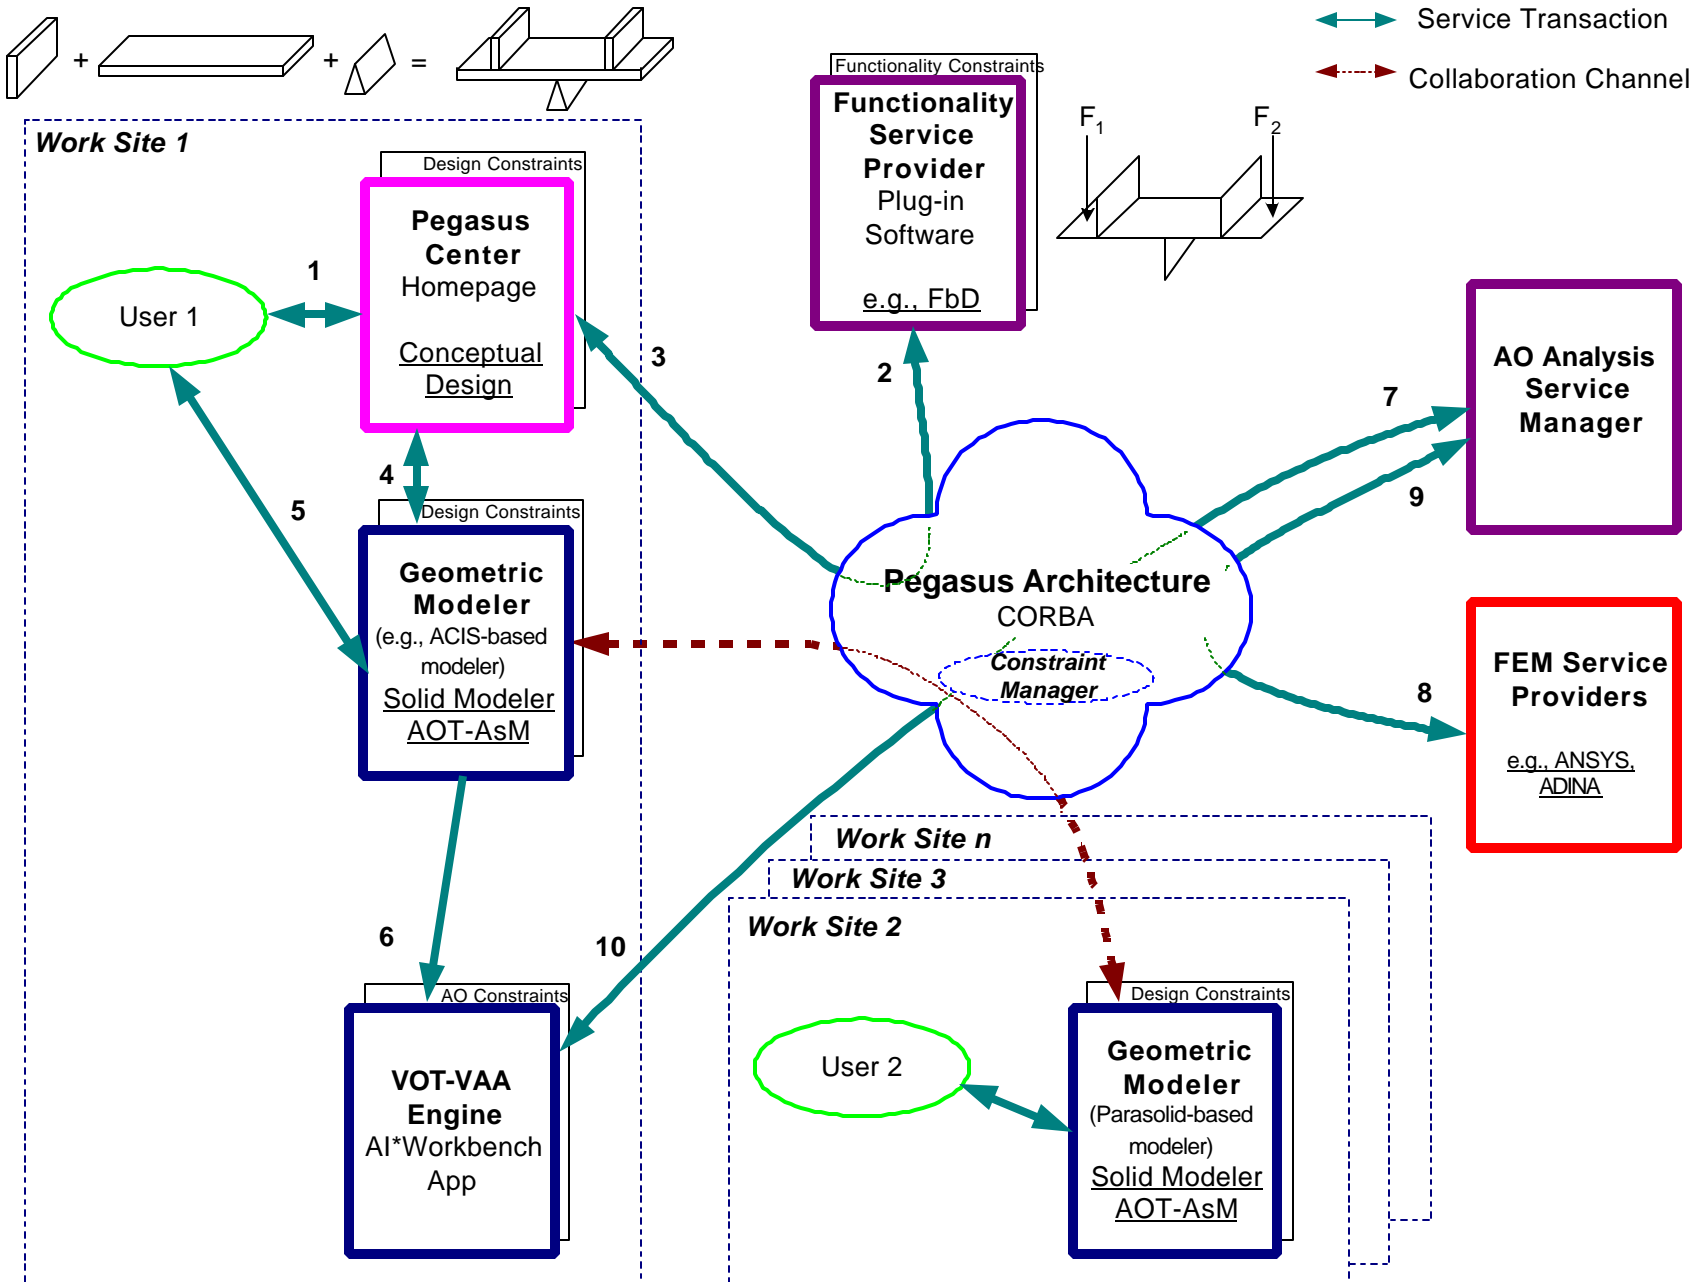 Service Transaction
Collaboration Channel
+
+
=
Work Site 1
Design Constraints
Pegasus
Center
Homepage
Conceptual
Design
User 1
1
3
4
5
Design Constraints
Geometric
Modeler
(e.g., ACIS-based
modeler)
Solid Modeler
AOT-AsM
6
10
AO Constraints
VOT-VAA
Engine
AI*Workbench
App
Functionality Constraints
Functionality
Service
Provider
Plug-in
Software
e.g., FbD
2
F1
F2
Pegasus Architecture
CORBA
Constraint
Manager
7
9
8
AO Analysis
Service
Manager
FEM Service
Providers
e.g., ANSYS,
ADINA
Work Site n
Work Site 3
Work Site 2
User 2
Design Constraints
Geometric
Modeler
(Parasolid-based
modeler)
Solid Modeler
AOT-AsM